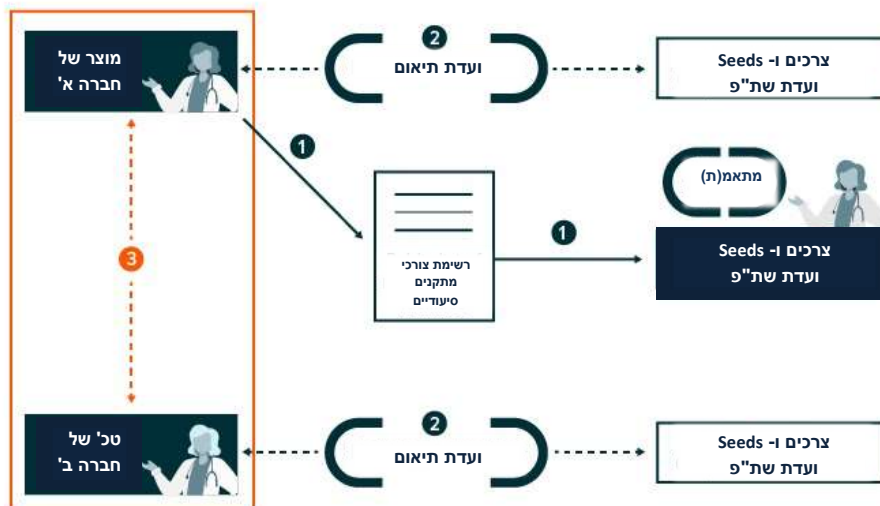 מוצר של
חברה א'
2
ועדת תיאום
צרכים ו- Seeds
ועדת שת"פ
1
מתאמ(ת)
1
צרכים ו- Seeds
ועדת שת"פ
רשימת צורכי
מתקנים
סיעודיים
3
טכ' של
חברה ב'
2
ועדת תיאום
צרכים ו- Seeds
ועדת שת"פ